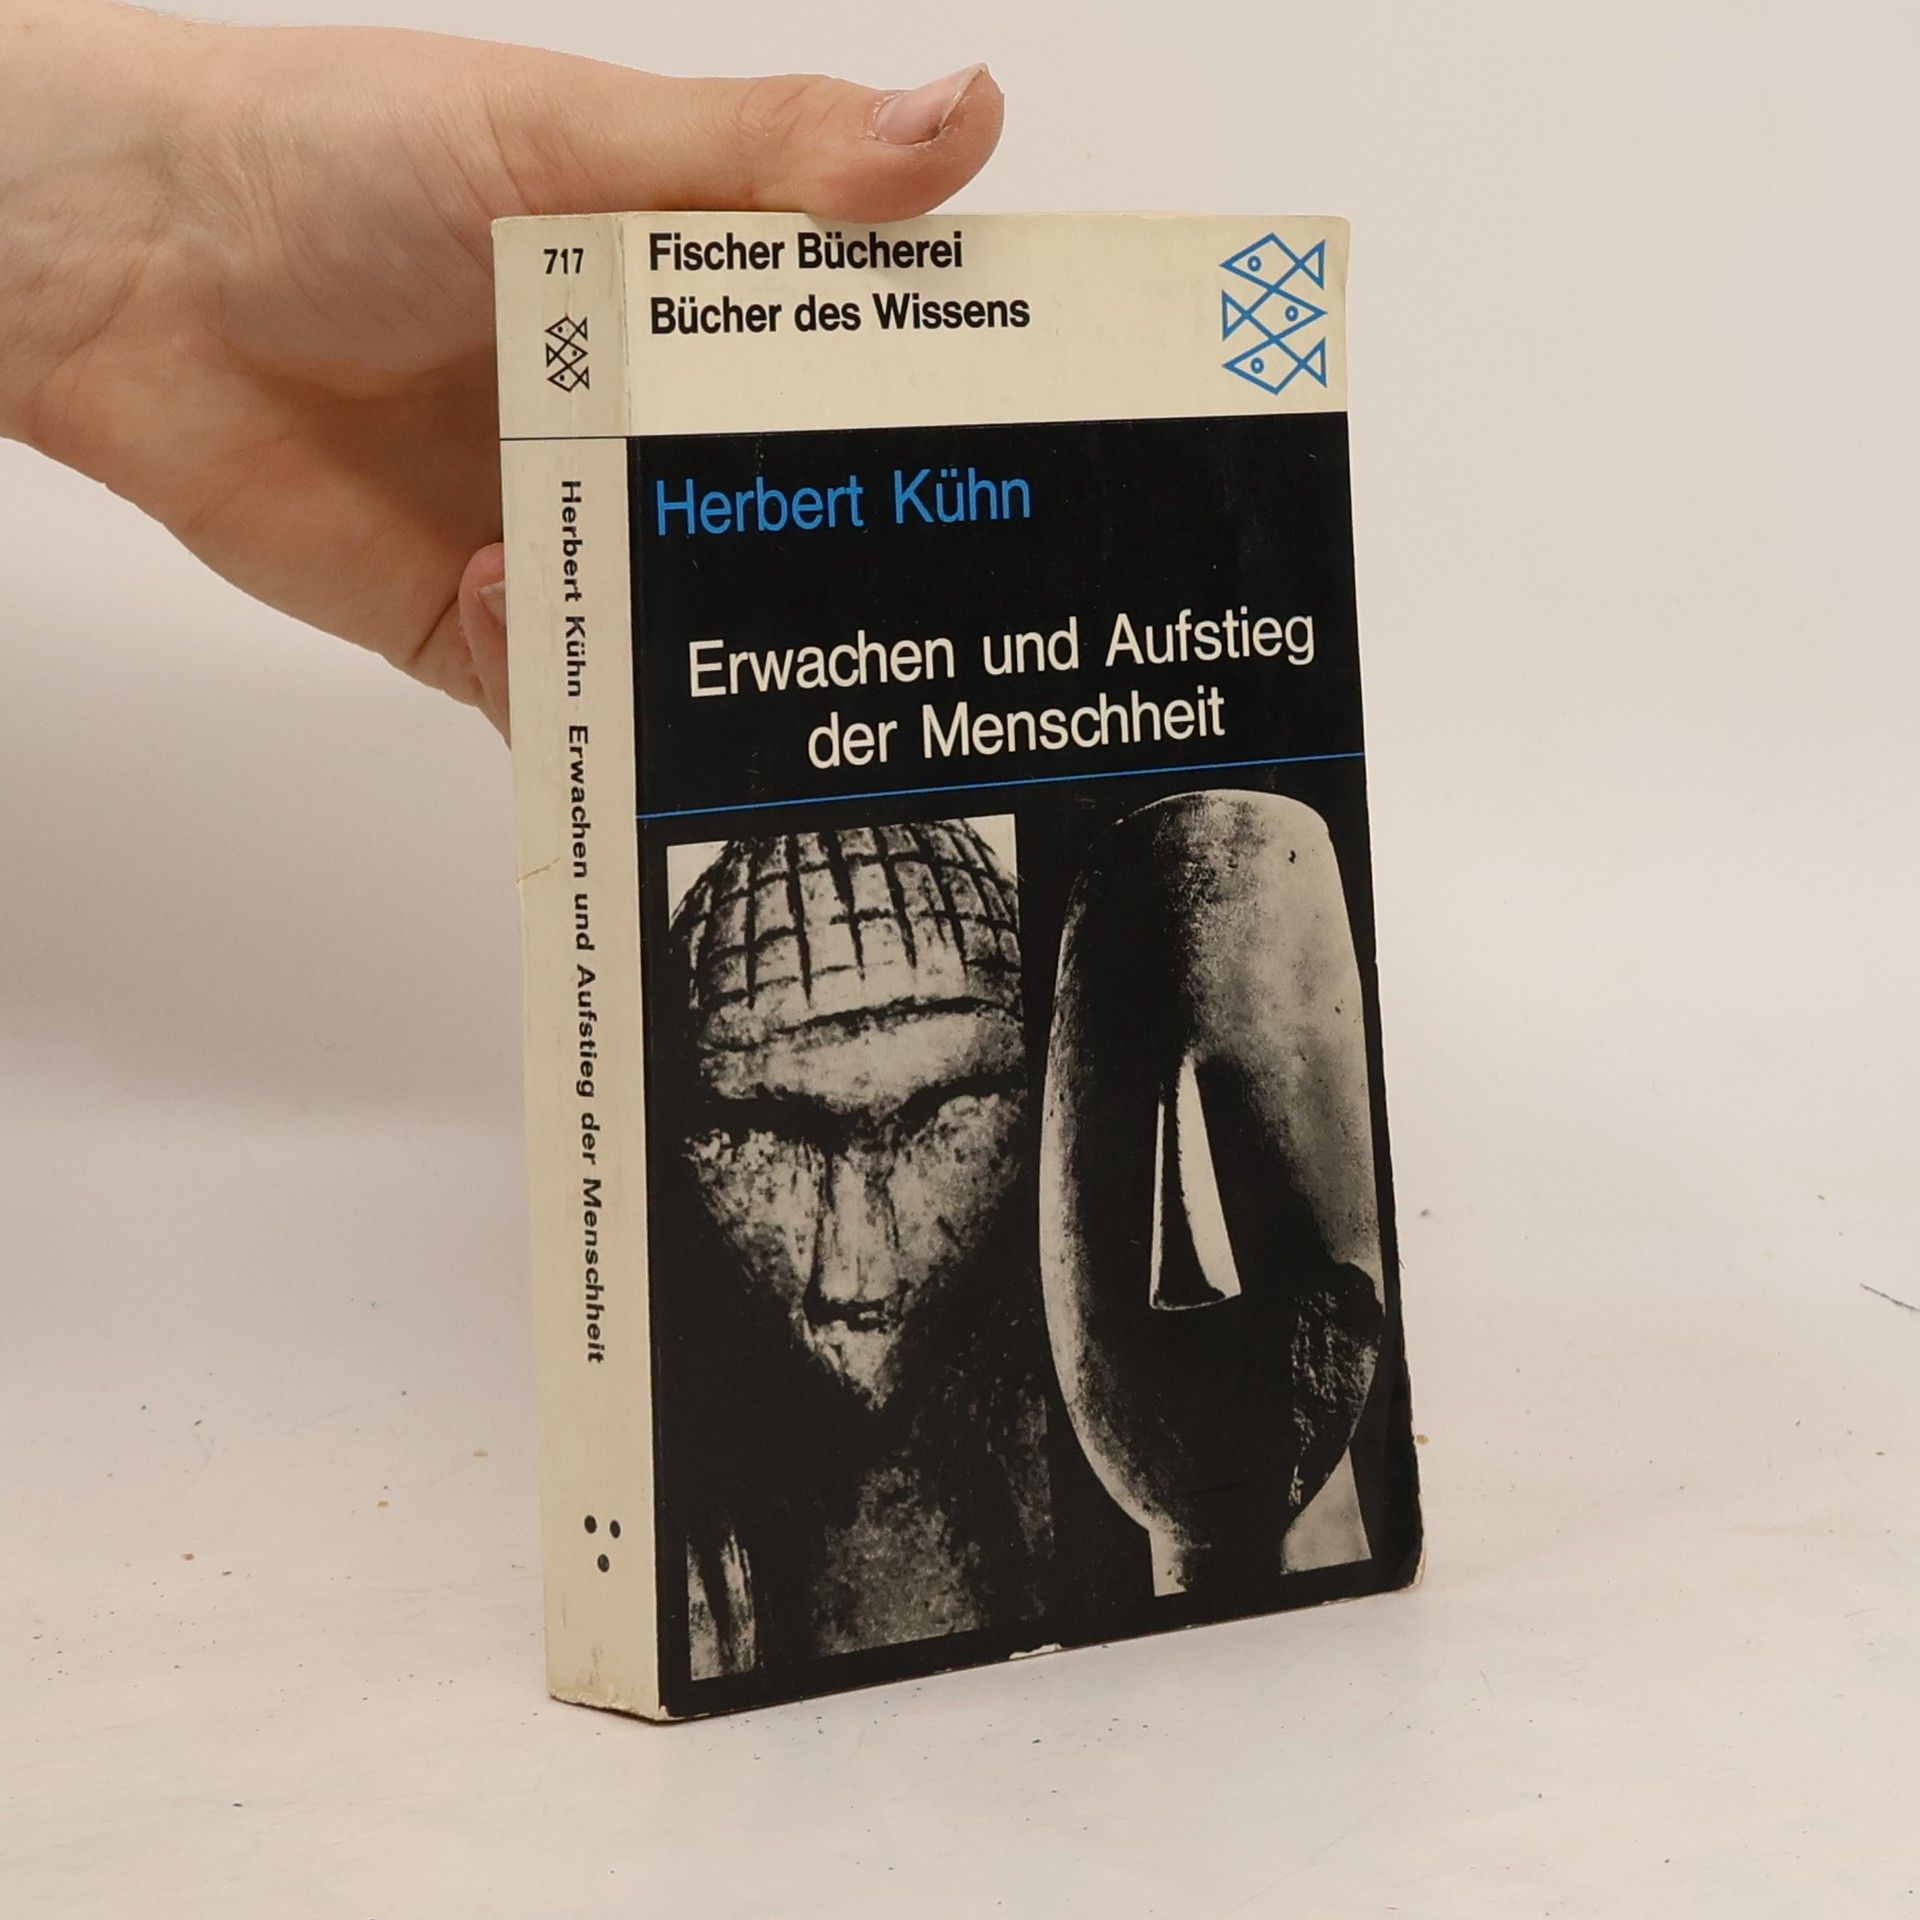 717
Fischer Bücherei
Bücher des Wissens
Herbert Kühn
Erwachen und Aufstieg
der Menschheit
Herbert Kühn · Erwachen und Aufstieg der Menschheit